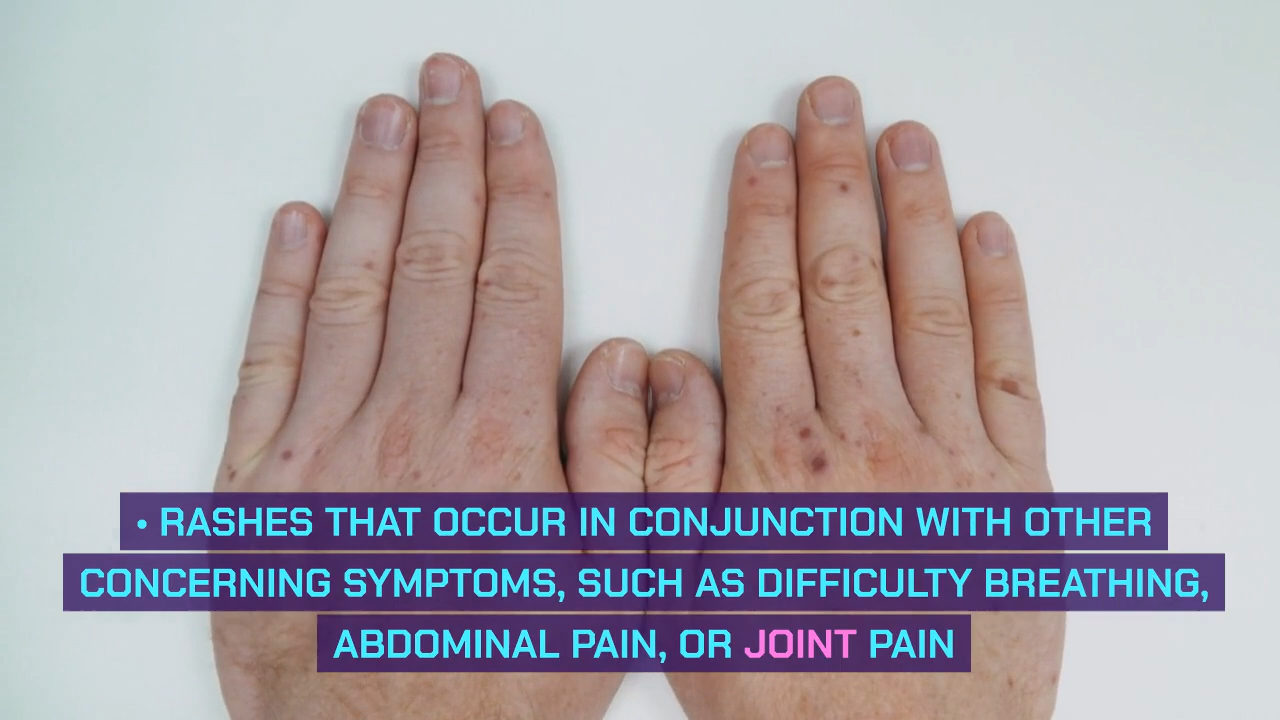 • RASHES THAT OCCUR IN CONJUNCTION WITH OTHER
CONCERNING SYMPTOMS, SUCH AS DIFFICULTY BREATHING,
ABDOMINAL PAIN, OR JOINT PAIN